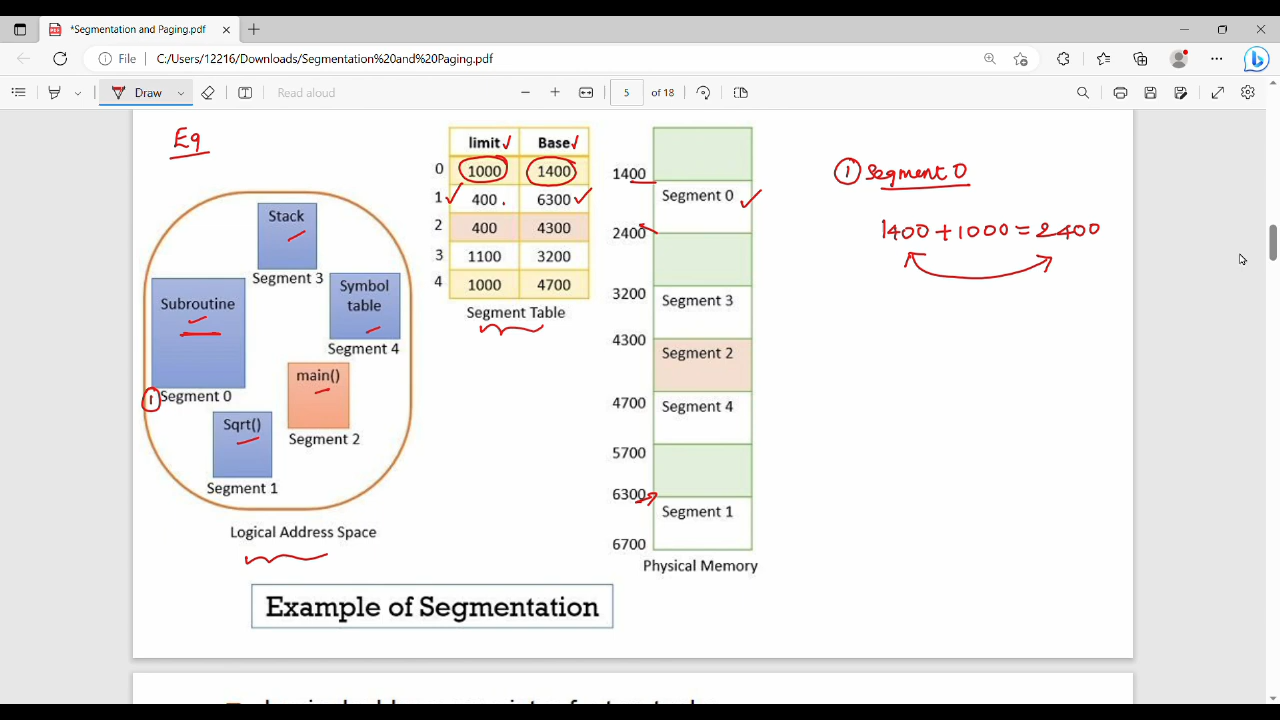 *Segmentation and Paging.pdf
File C:/Users/12216/Downloads/Segmentation%20and%20Paging.pdf
Draw Read aloud 5 of 18
Eg
limit Base
0 1000 1400
1 400 6300
2 400 4300
3 1100 3200
4 1000 4700
Segment Table
Stack
Segment 3
Subroutine
1 Segment 0
Symbol
table
Segment 4
main()
Segment 2
Sqrt()
Segment 1
Logical Address Space
1400
Segment 0
2400
3200
Segment 3
4300
Segment 2
4700
Segment 4
5700
6300
Segment 1
6700
Physical Memory
1 Segment 0
1400 + 1000 = 2400
Example of Segmentation